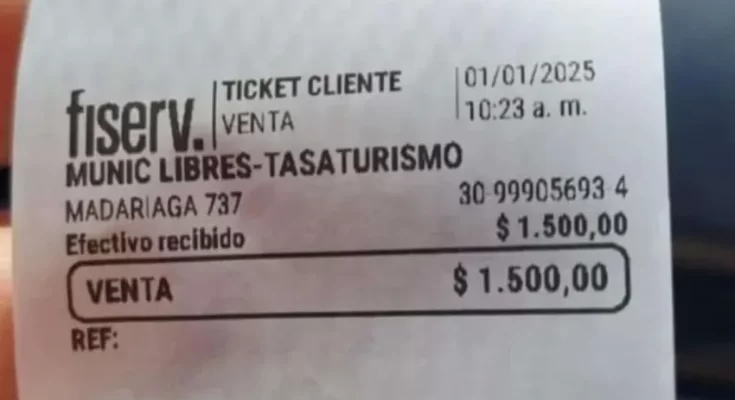 fiserv.
TICKET CLIENTE
VENTA
01/01/2025
10:23 a. m.
MUNIC LIBRES-TASATURISMO
MADARIAGA 737
30-99905693-4
Efectivo recibido $ 1.500,00
VENTA $ 1.500,00
REF: